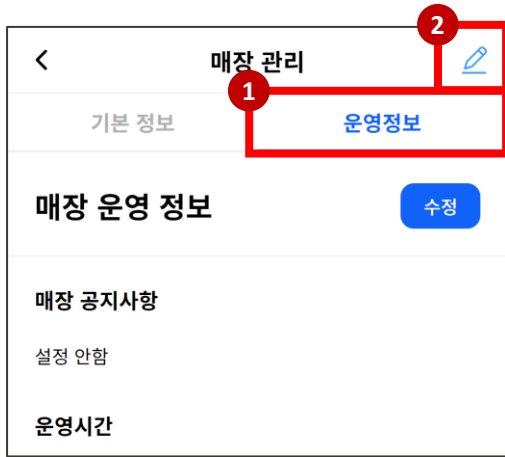 2
매장 관리
1
기본 정보 운영정보
매장 운영 정보 수정
매장 공지사항
설정 안함
운영시간